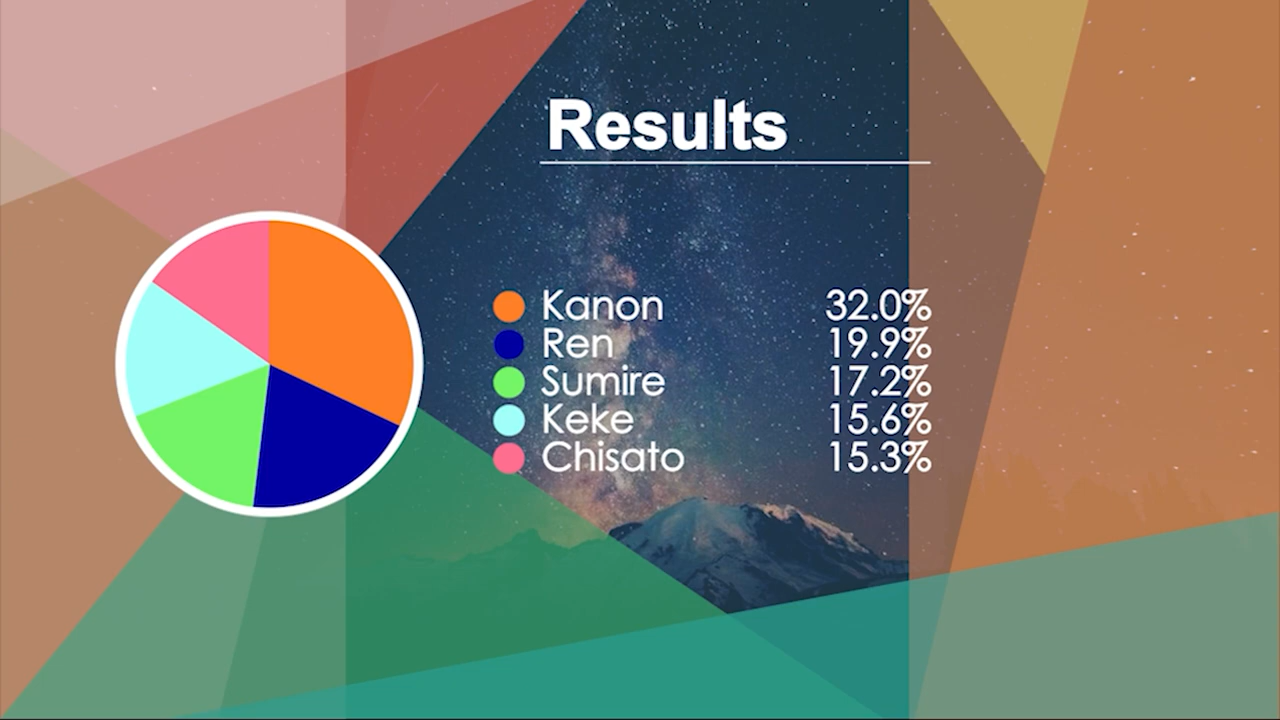 Results
Kanon 32.0%
Ren 19.9%
Sumire 17.2%
Keke 15.6%
Chisato 15.3%